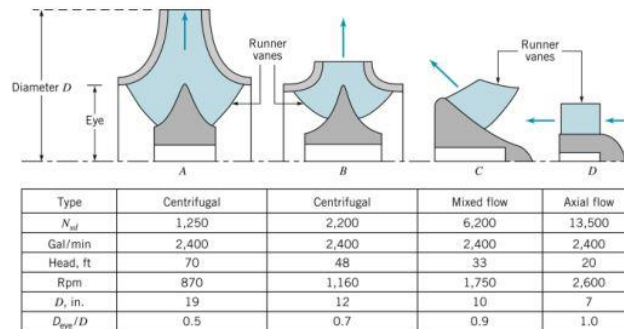 Diameter D
Eye
Runner
vanes
Runner
vanes
A
B
C
D
Type Centrifugal Centrifugal Mixed flow Axial flow
Nsd 1,250 2,200 6,200 13,500
Gal/min 2,400 2,400 2,400 2,400
Head, ft 70 48 33 20
Rpm 870 1,160 1,750 2,600
D, in. 19 12 10 7
Deye/D 0.5 0.7 0.9 1.0